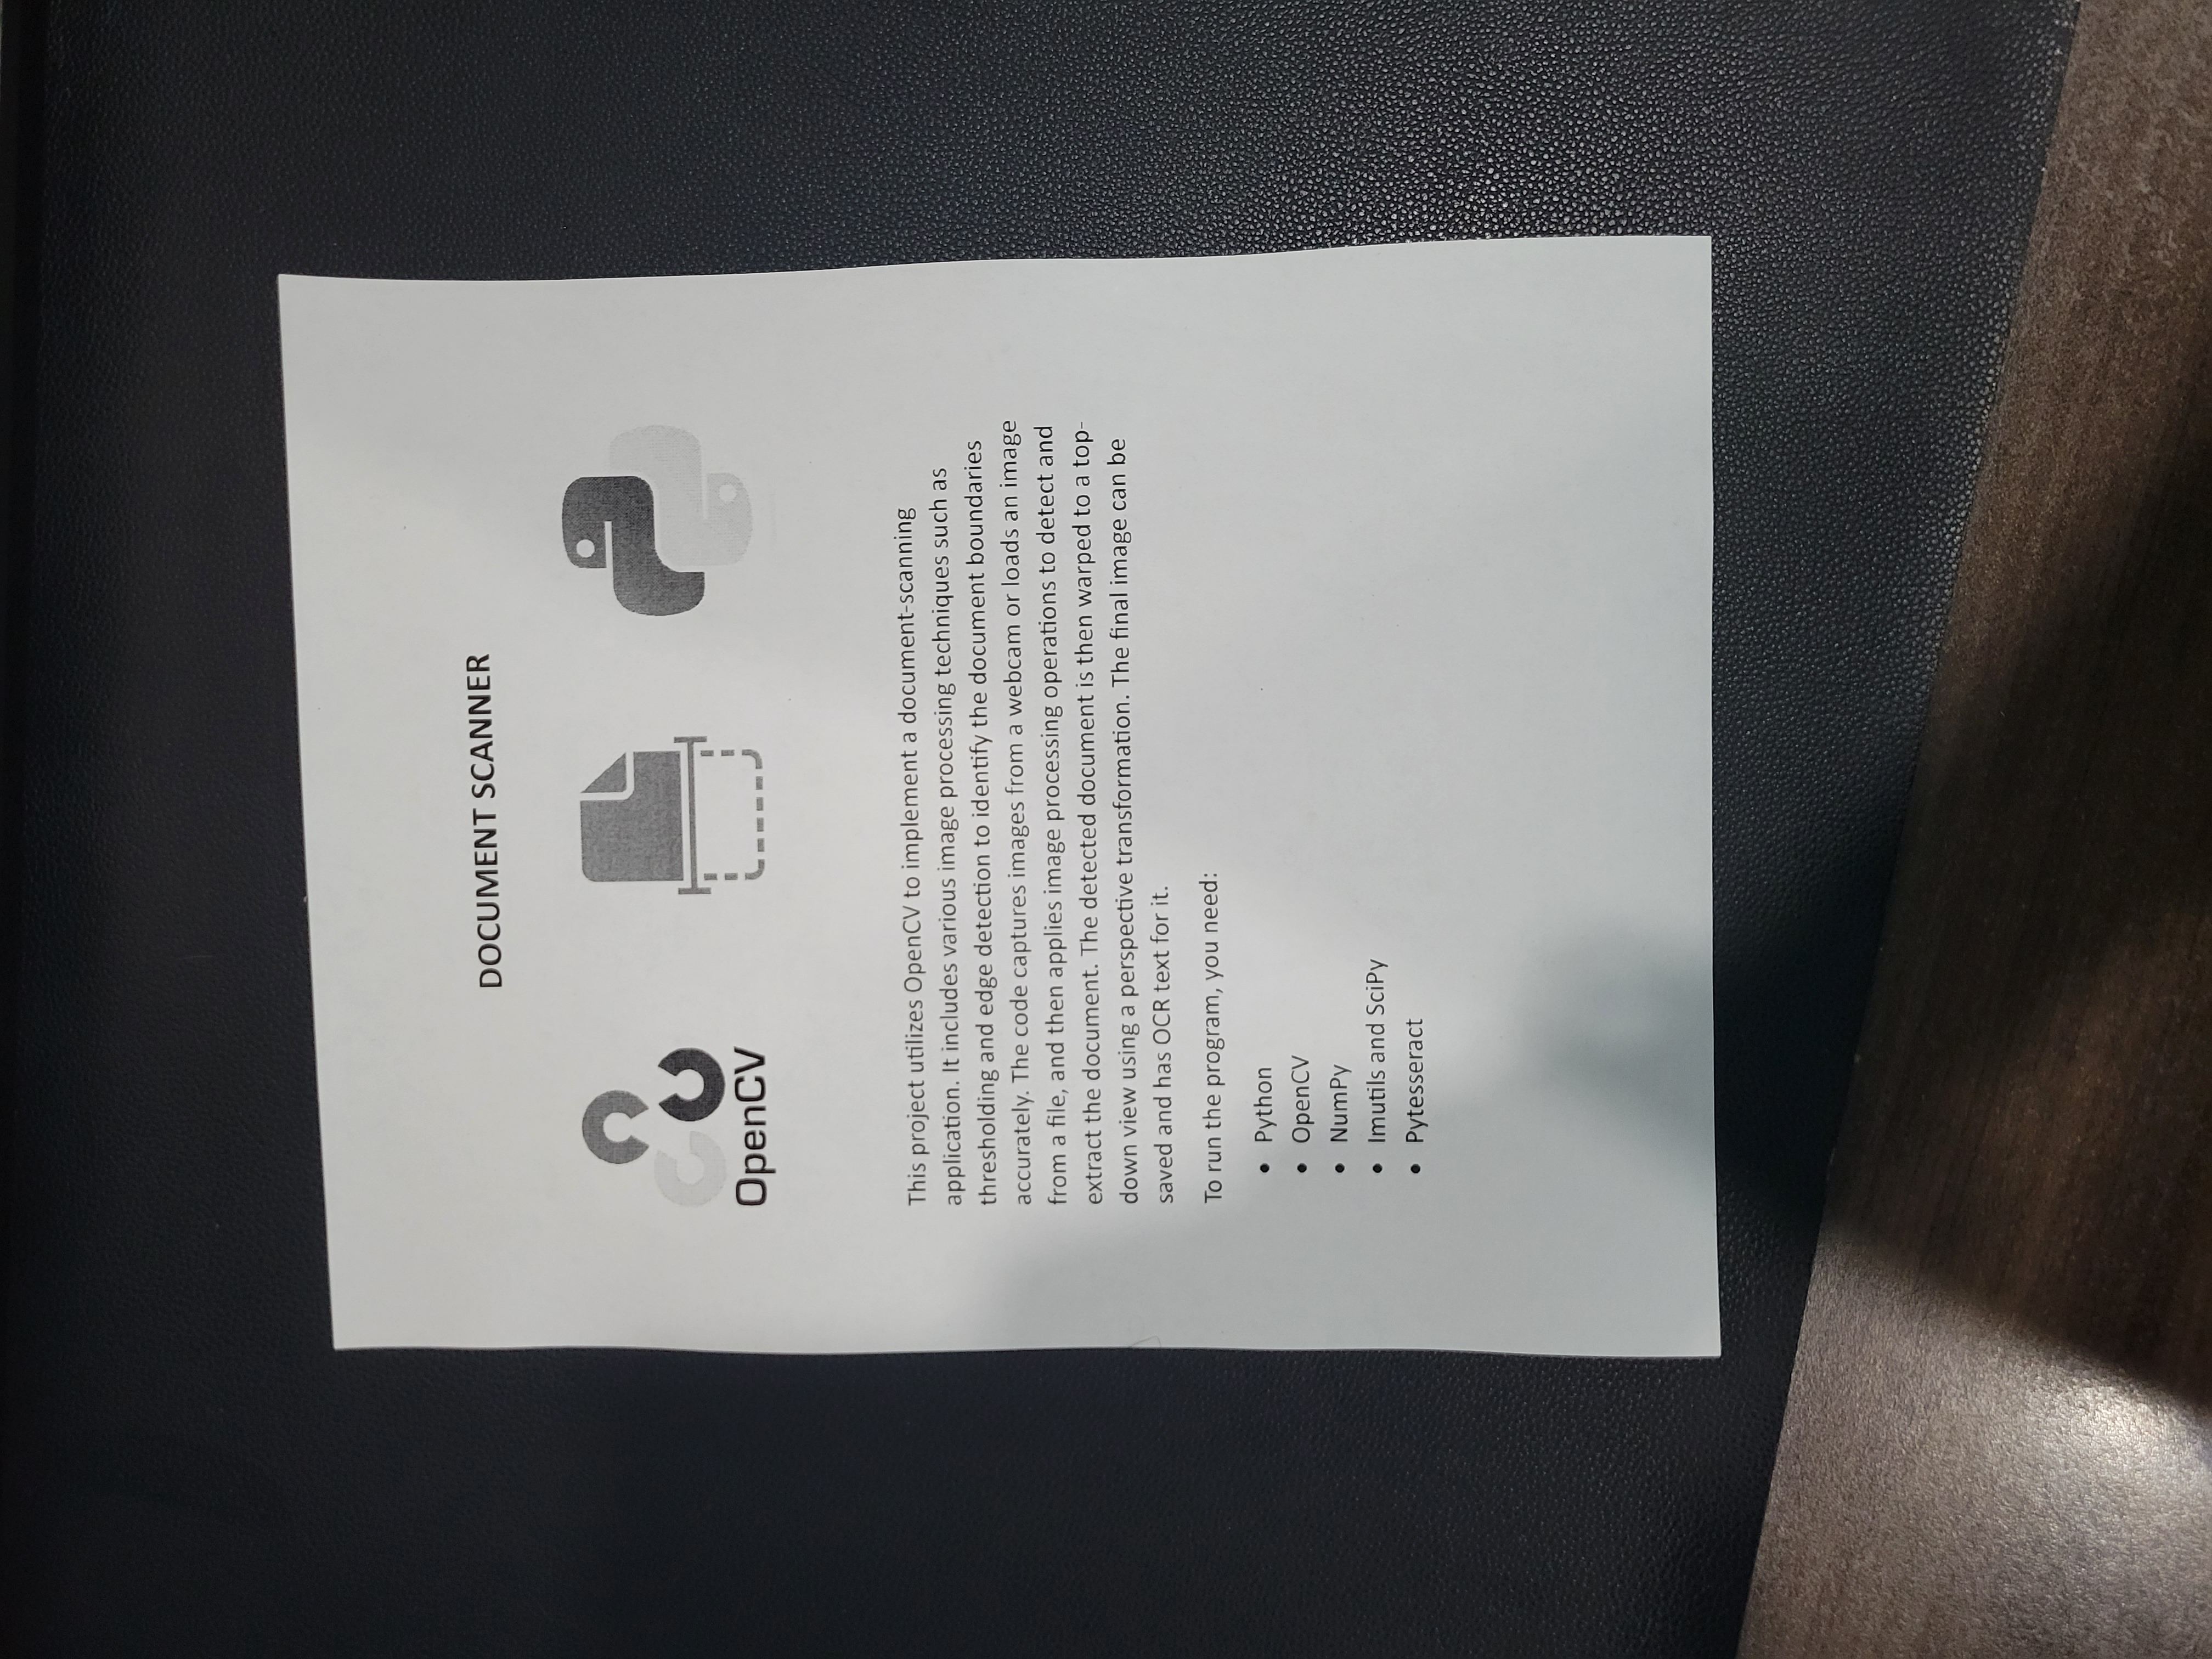 DOCUMENT SCANNER
OpenCV
This project utilizes OpenCV to implement a document-scanning
application. It includes various image processing techniques such as
thresholding and edge detection to identify the document boundaries
accurately. The code captures images from a webcam or loads an image
from a file, and then applies image processing operations to detect and
extract the document. The detected document is then warped to a top-
down view using a perspective transformation. The final image can be
saved and has OCR text for it.
To run the program, you need:
• Python
• OpenCV
• NumPy
• Imutils and SciPy
• Pytesseract